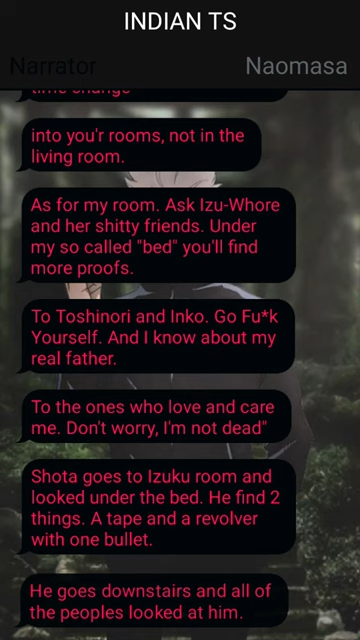 INDIAN TS
Narrator
Naomasa
time change
into you'r rooms, not in the
living room.
As for my room. Ask Izu-Whore
and her shitty friends. Under
my so called "bed" you'll find
more proofs.
To Toshinori and Inko. Go Fu*k
Yourself. And I know about my
real father.
To the ones who love and care
me. Don't worry, I'm not dead"
Shota goes to Izuku room and
looked under the bed. He find 2
things. A tape and a revolver
with one bullet.
He goes downstairs and all of
the peoples looked at him.